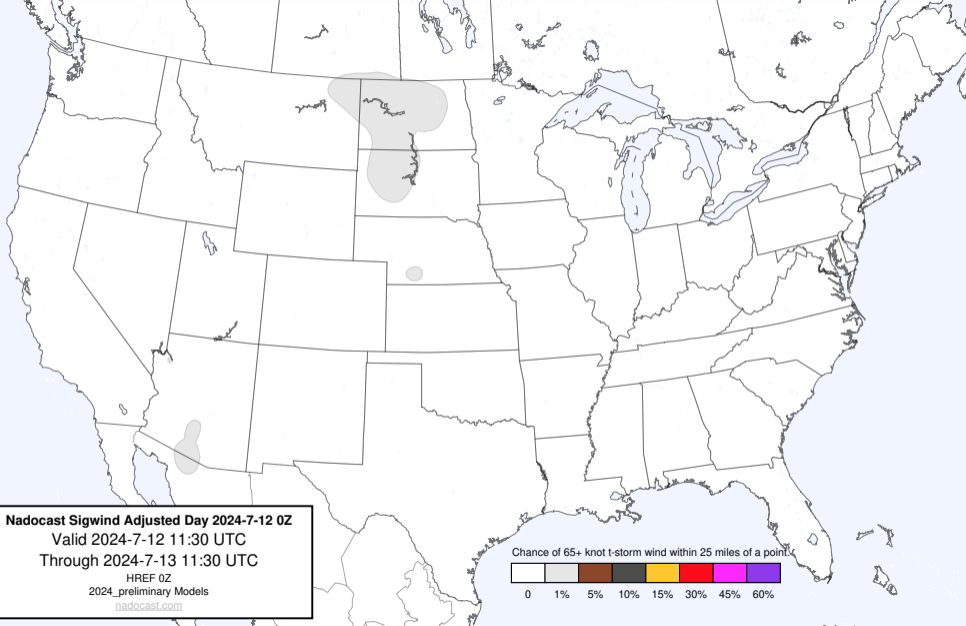 Nadocast Sigwind Adjusted Day 2024-7-12 0Z
Valid 2024-7-12 11:30 UTC
Through 2024-7-13 11:30 UTC
HREF 0Z
2024_preliminary Models
nadocast.com
Chance of 65+ knot t-storm wind within 25 miles of a point.
0 1% 5% 10% 15% 30% 45% 60%